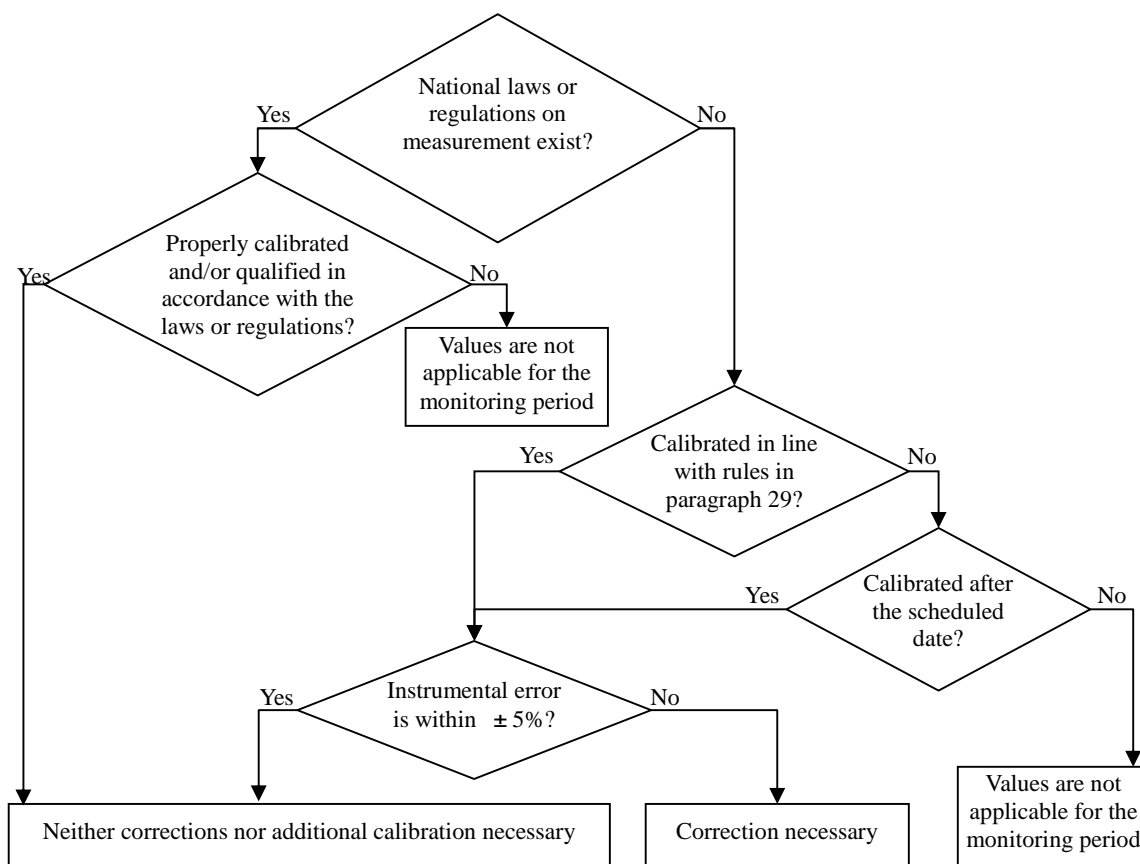 National laws or
regulations on
measurement exist?
Yes
No
Properly calibrated
and/or qualified in
accordance with the
laws or regulations?
Yes
No
Values are not
applicable for the
monitoring period
Calibrated in line
with rules in
paragraph 29?
Yes
No
Calibrated after
the scheduled
date?
Yes
No
Instrumental error
is within ± 5%?
Yes
No
Neither corrections nor additional calibration necessary
Correction necessary
Values are not
applicable for the
monitoring period